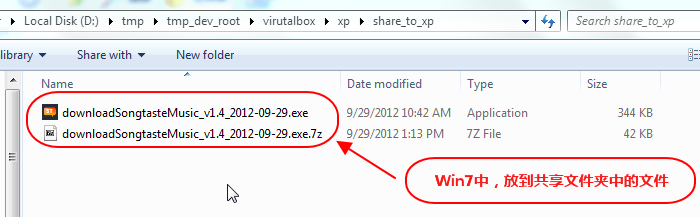 Local Disk (D:) ▸ tmp ▸ tmp_dev_root ▸ virutalbox ▸ xp ▸ share_to_xp
Search share_to_xp
library Share with New folder
Name Date modified Type Size
downloadSongtasteMusic_v1.4_2012-09-29.exe 9/29/2012 10:42 AM Application 344 KB
downloadSongtasteMusic_v1.4_2012-09-29.exe.7z 9/29/2012 1:13 PM 7Z File 42 KB
Win7中，放到共享文件夹中的文件